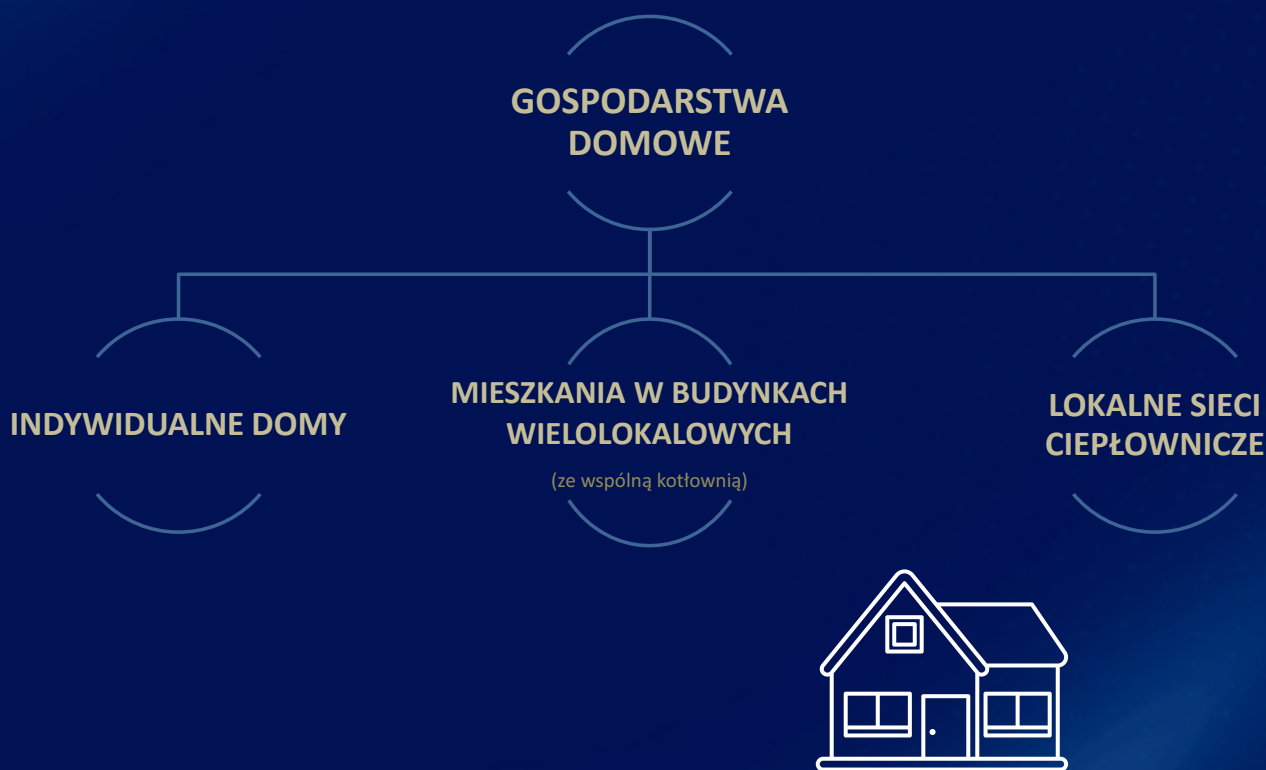 GOSPODARSTWA
DOMOWE
INDYWIDUALNE DOMY
MIESZKANIA W BUDYNKACH
WIELOLOKALOWYCH
(ze wspólną kotłownią)
LOKALNE SIECI
CIEPŁOWNICZE